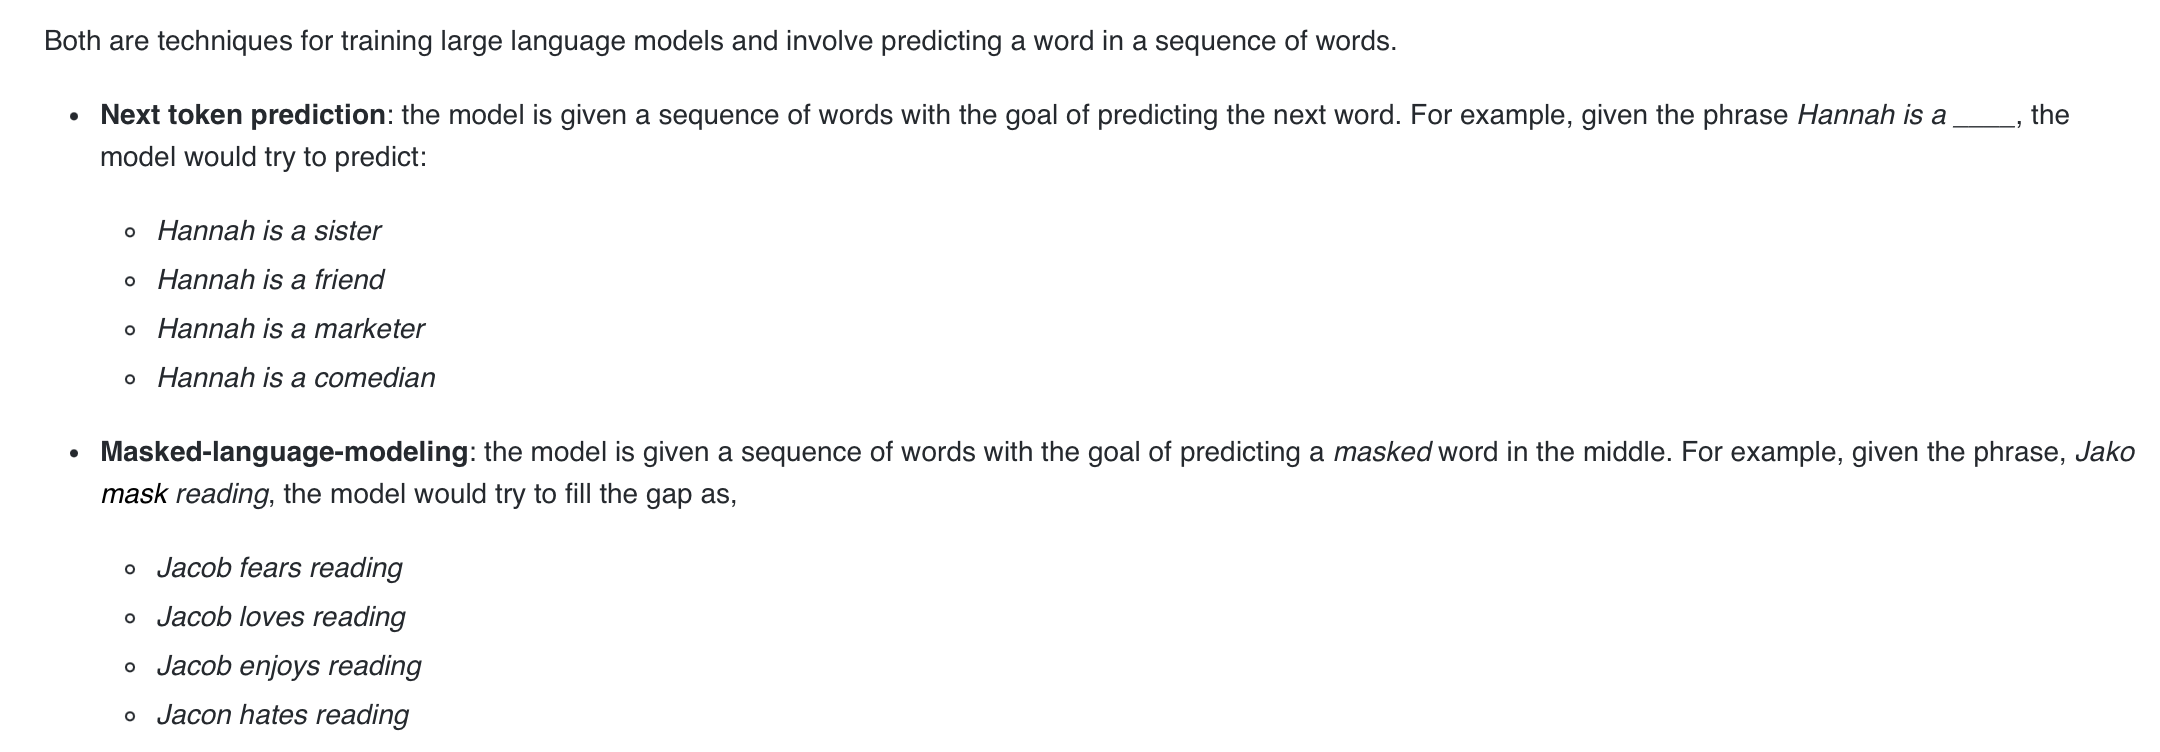 Both are techniques for training large language models and involve predicting a word in a sequence of words.
Next token prediction: the model is given a sequence of words with the goal of predicting the next word. For example, given the phrase Hannah is a ____, the
model would try to predict:
Hannah is a sister
Hannah is a friend
Hannah is a marketer
Hannah is a comedian
Masked-language-modeling: the model is given a sequence of words with the goal of predicting a masked word in the middle. For example, given the phrase, Jako
mask reading, the model would try to fill the gap as,
Jacob fears reading
Jacob loves reading
Jacob enjoys reading
Jacon hates reading